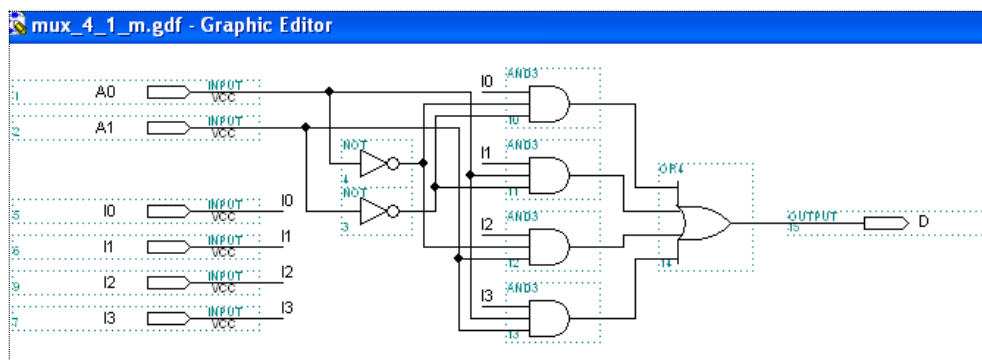 mux_4_1_m.gdf - Graphic Editor
A0 INPUT VCC
1
A1 INPUT VCC
2
I0 INPUT VCC I0
5
I1 INPUT VCC I1
6
I2 INPUT VCC I2
9
I3 INPUT VCC I3
7
NOT
4
NOT
3
I0 AND3
10
I1 AND3
11
I2 AND3
12
I3 AND3
13
OR4
14
OUTPUT D
15